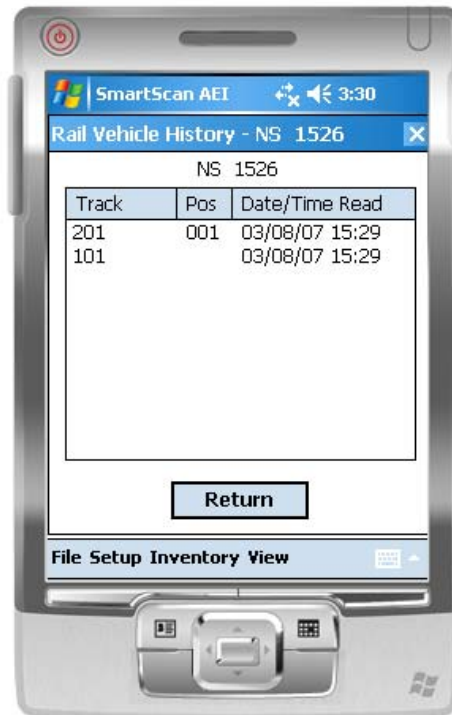 SmartScan AEI 3:30
Rail Vehicle History - NS 1526
NS 1526
Track Pos Date/Time Read
201 001 03/08/07 15:29
101 03/08/07 15:29
Return
File Setup Inventory View